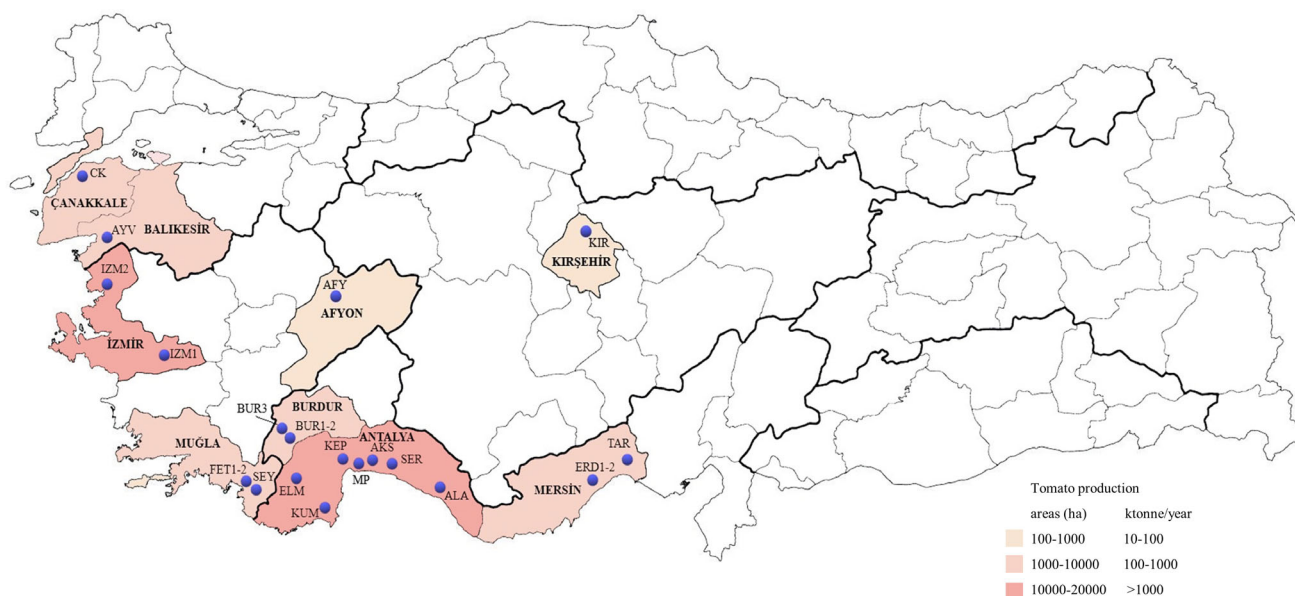 CK
ÇANAKKALE
AYV
BALIKESİR
IZM2
İZMİR
IZM1
AFY
AFYON
KIR
KIRŞEHİR
BUR3
BURDUR
BUR1-2
MUĞLA
FET1-2
SEY
ANTALYA
KEP
AKS
SER
MP
ELM
KUM
ALA
TAR
ERD1-2
MERSİN
Tomato production
areas (ha) ktonne/year
100-1000 10-100
1000-10000 100-1000
10000-20000 >1000